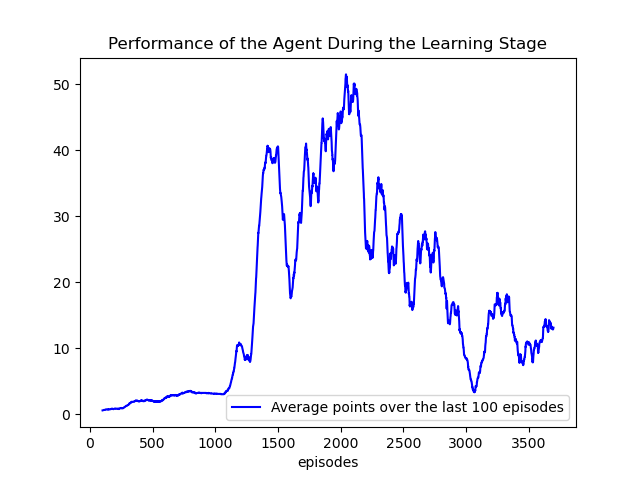 Performance of the Agent During the Learning Stage
50
40
30
20
10
0
Average points over the last 100 episodes
0 500 1000 1500 2000 2500 3000 3500
episodes